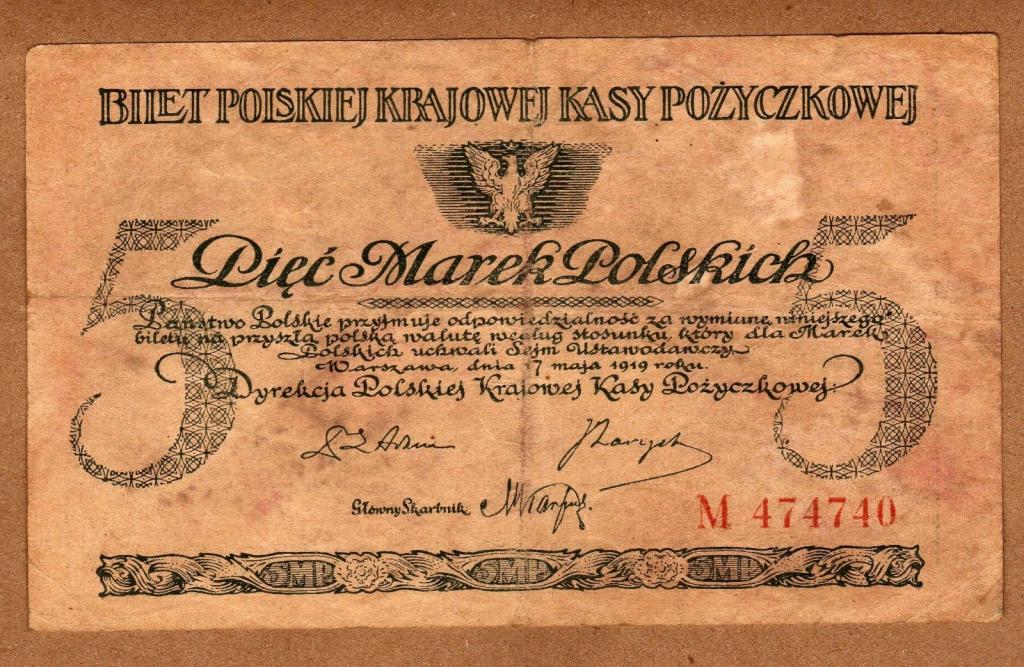 BILET POLSKIEJ KRAJOWEJ KASY POŻYCZKOWEJ
5 5
Pięć Marek Polskich
Państwo Polskie przyjmuje odpowiedzialność za wymianę niniejszego
biletu na przyszłą polską walutę według stosunku, który dla Marek
Polskich uchwali Sejm Ustawodawczy.
Warszawa, dnia 17 maja 1919 roku.
Dyrekcja Polskiej Krajowej Kasy Pożyczkowej:
Główny Skarbnik
M 474740
5MP 5MP 5MP